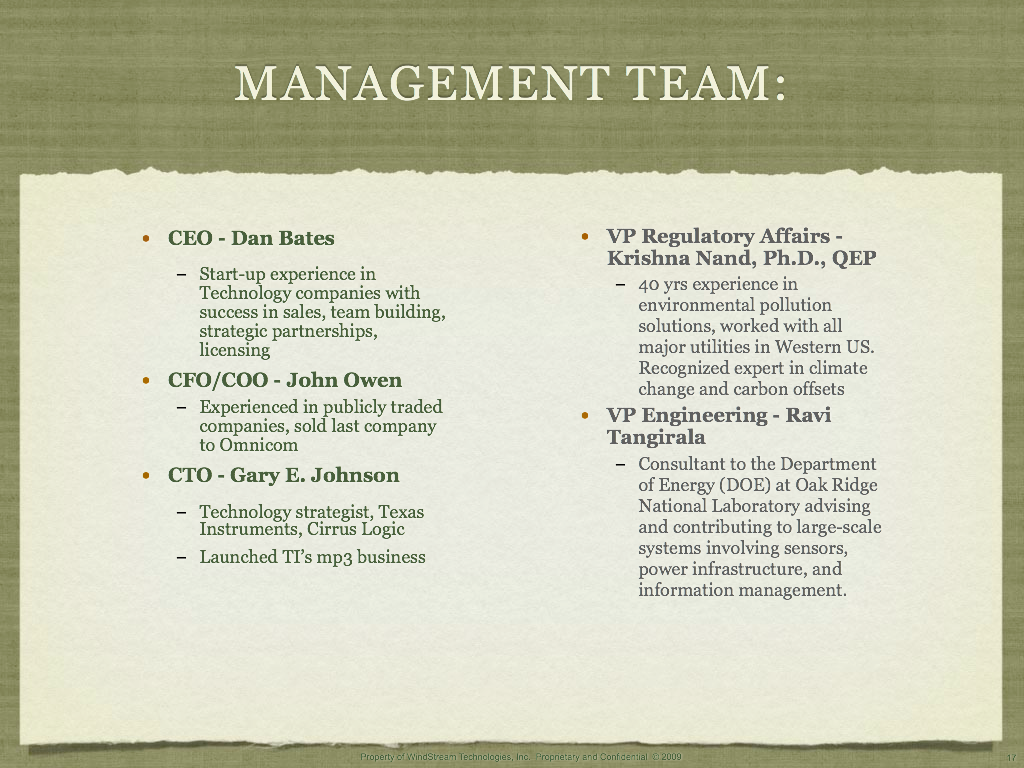 MANAGEMENT TEAM:
• CEO - Dan Bates
– Start-up experience in
Technology companies with
success in sales, team building,
strategic partnerships,
licensing
• CFO/COO - John Owen
– Experienced in publicly traded
companies, sold last company
to Omnicom
• CTO - Gary E. Johnson
– Technology strategist, Texas
Instruments, Cirrus Logic
– Launched TI’s mp3 business
• VP Regulatory Affairs -
Krishna Nand, Ph.D., QEP
– 40 yrs experience in
environmental pollution
solutions, worked with all
major utilities in Western US.
Recognized expert in climate
change and carbon offsets
• VP Engineering - Ravi
Tangirala
– Consultant to the Department
of Energy (DOE) at Oak Ridge
National Laboratory advising
and contributing to large-scale
systems involving sensors,
power infrastructure, and
information management.
Property of WindStream Technologies, Inc. Proprietary and Confidential © 2009
17